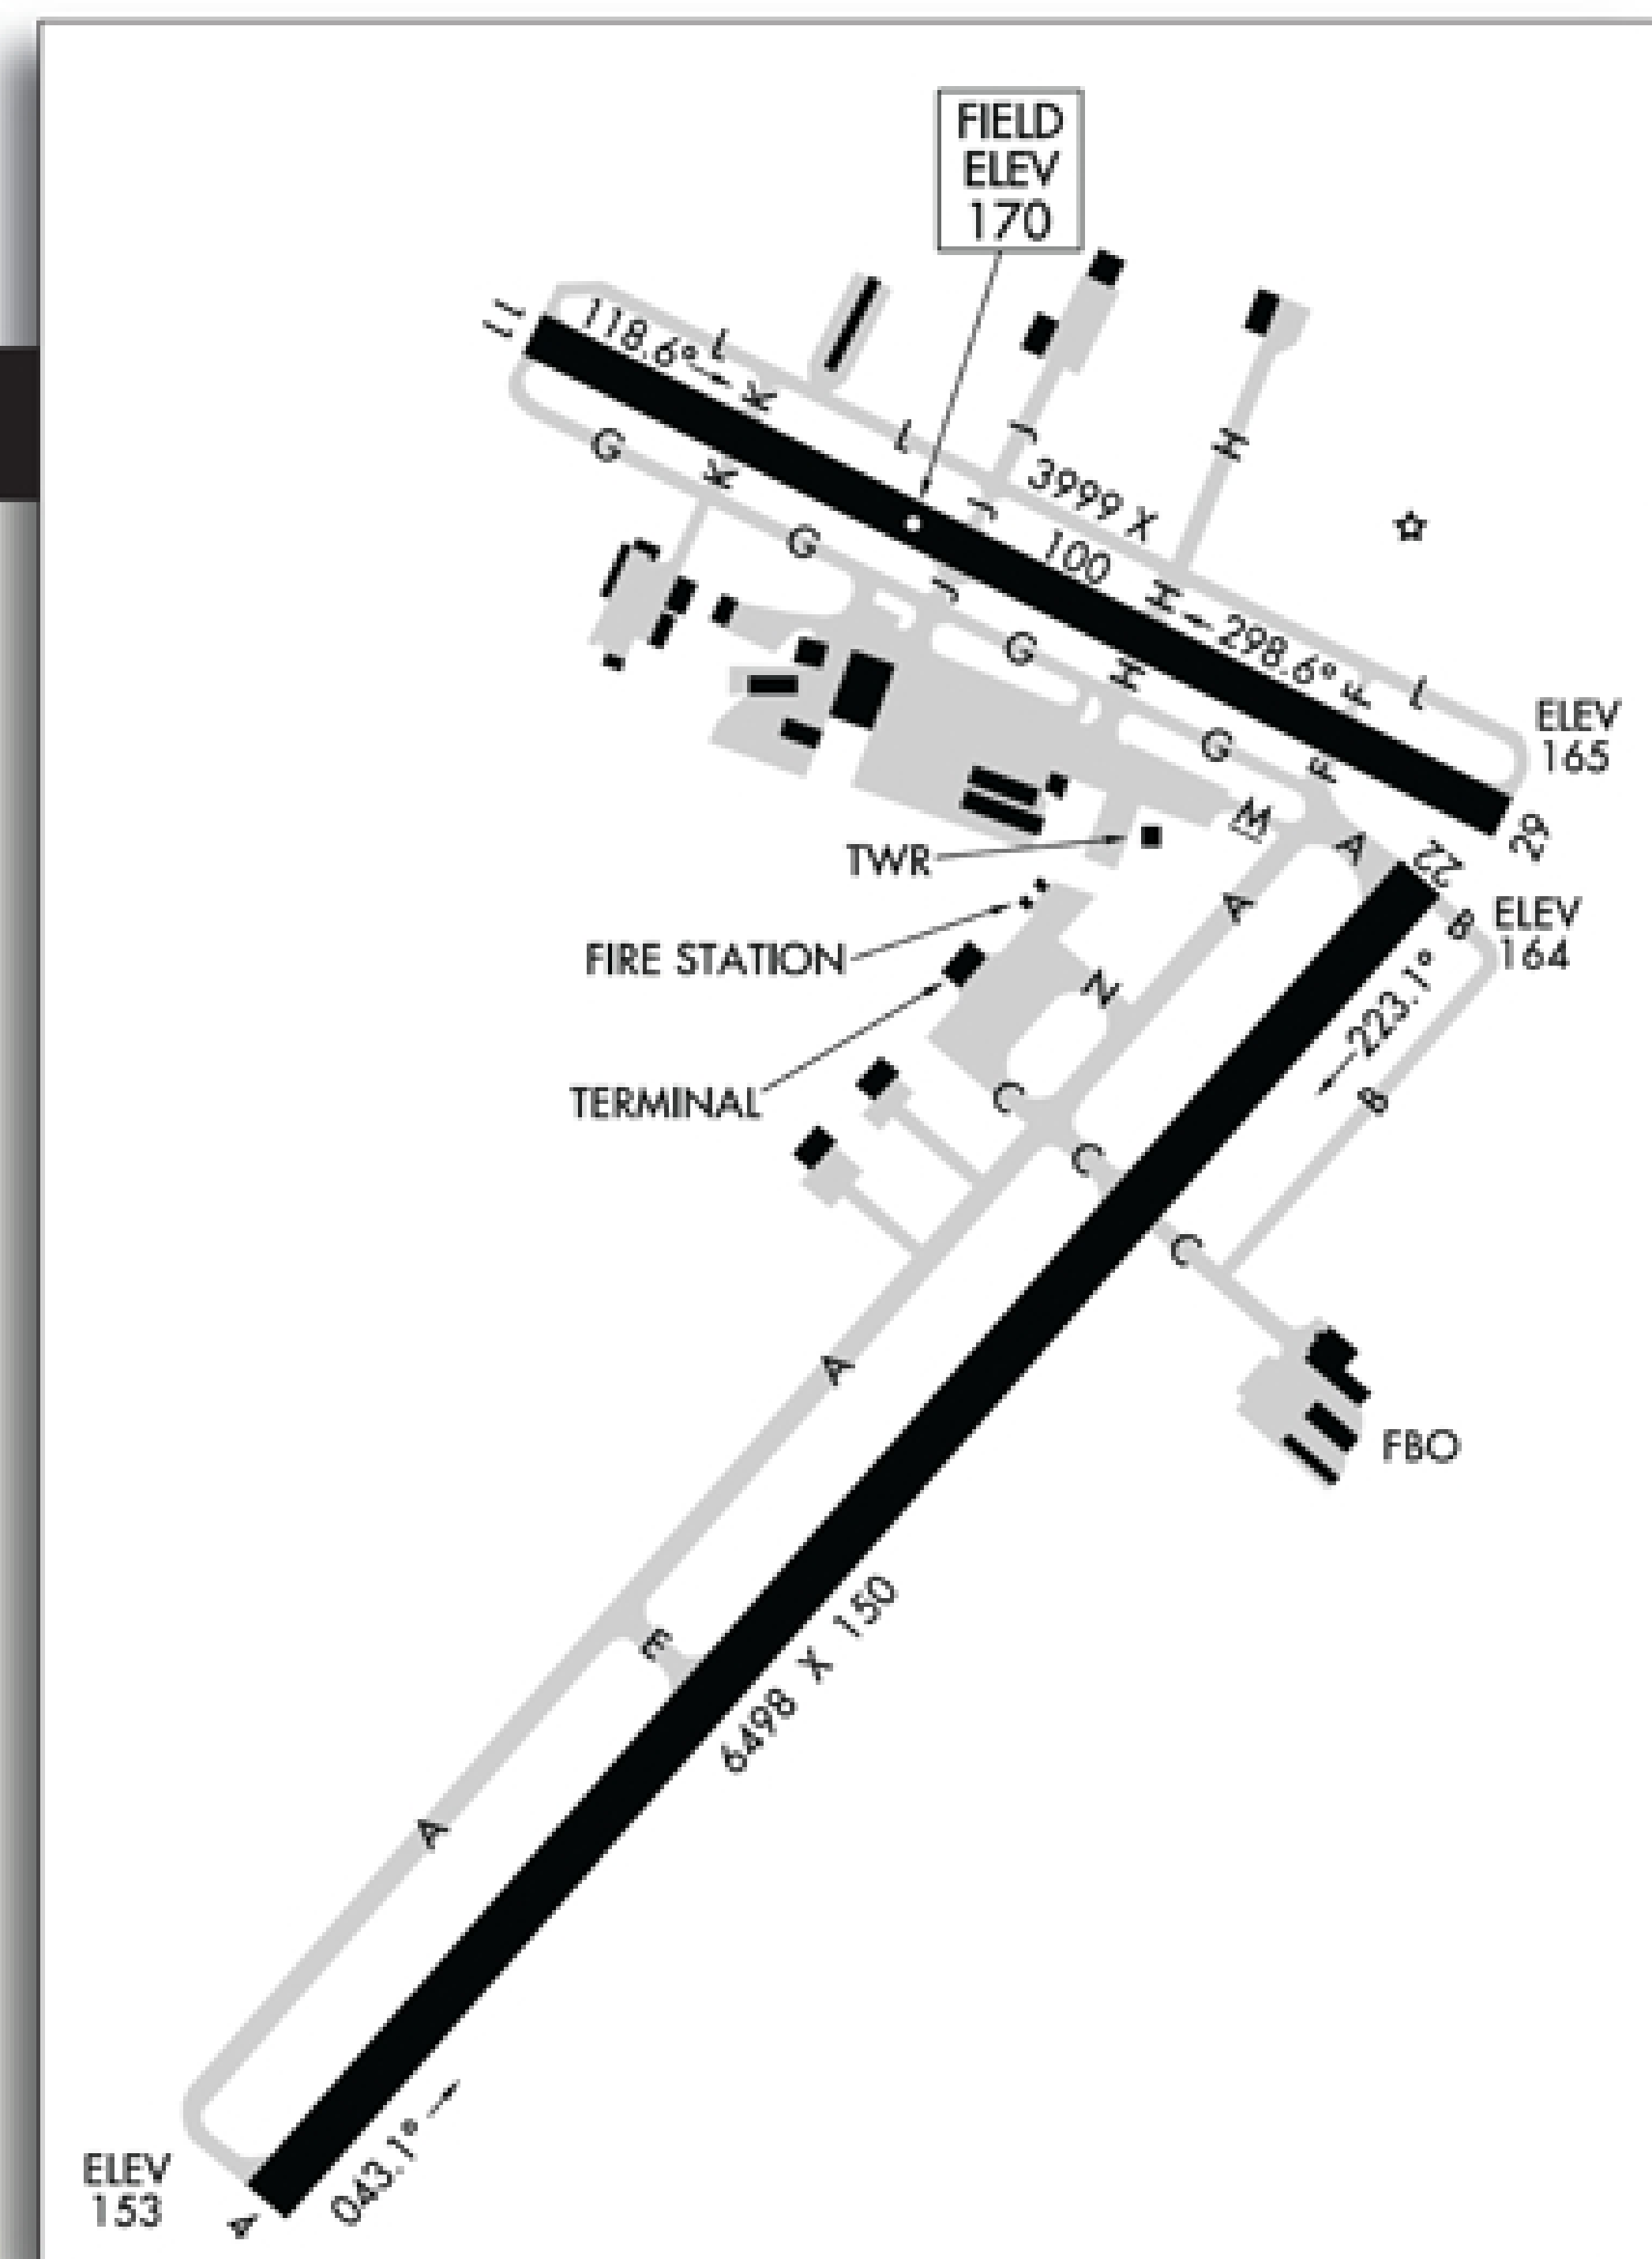 FIELD
ELEV
170
11
118.6°
L
K
L
J
H
3999 X
100
G
K
J
G
J
H
298.6°
F
L
ELEV
165
G
H
G
F
29
M
A
22
TWR
A
B
ELEV
164
FIRE STATION
N
223.1°
TERMINAL
C
B
C
C
A
FBO
E
6498 X 150
A
043.1°
ELEV
153
4